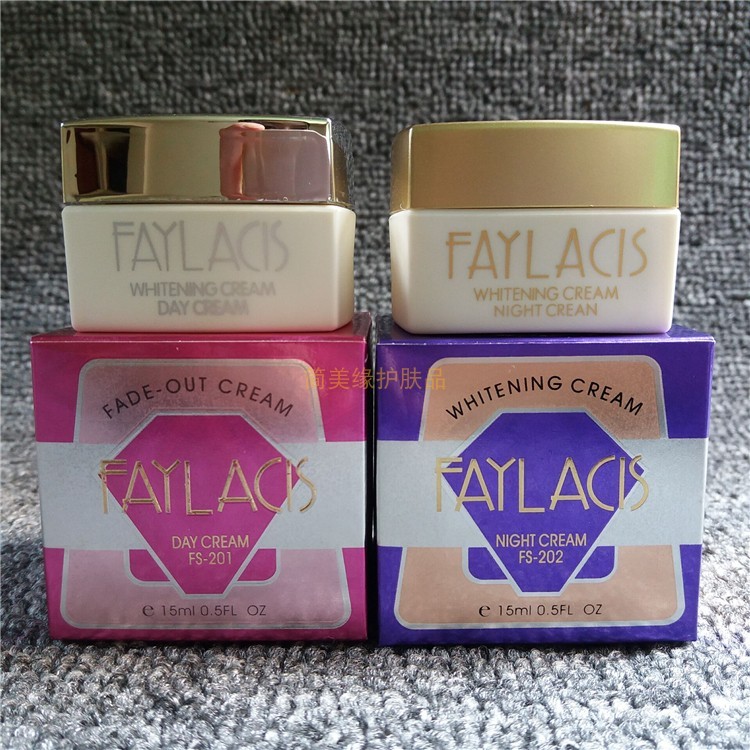 FAYLACIS
WHITENING CREAM
DAY CREAM
FAYLACIS
WHITENING CREAM
NIGHT CREAN
简美缘护肤品
FADE-OUT CREAM
FAYLACIS
DAY CREAM
FS-201
e 15ml 0.5FL OZ
WHITENING CREAM
FAYLACIS
NIGHT CREAM
FS-202
e 15ml 0.5FL OZ